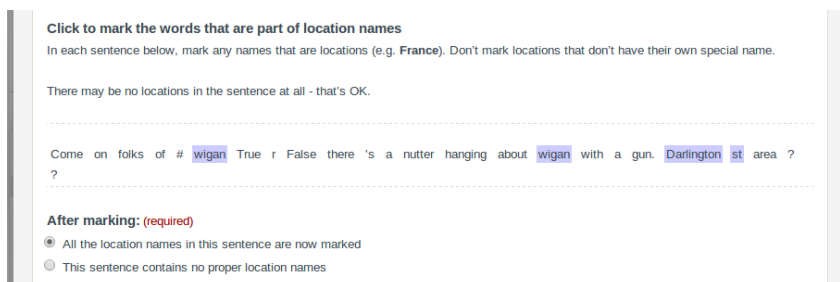 Click to mark the words that are part of location names
In each sentence below, mark any names that are locations (e.g. France). Don't mark locations that don't have their own special name.
There may be no locations in the sentence at all - that's OK.
Come on folks of # wigan True r False there 's a nutter hanging about wigan with a gun. Darlington st area ?
?
After marking: (required)
All the location names in this sentence are now marked
This sentence contains no proper location names